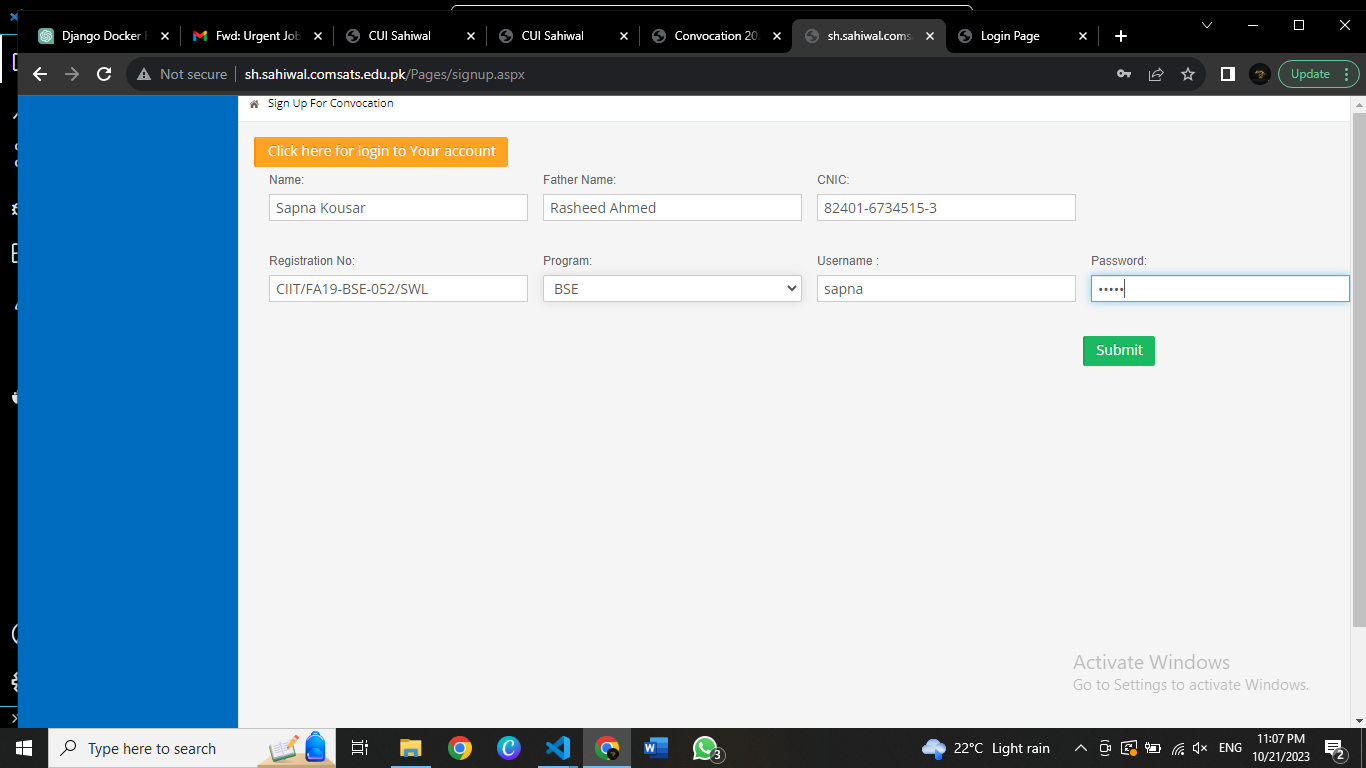 Django Docker
Fwd: Urgent Job
CUI Sahiwal
CUI Sahiwal
Convocation 20
sh.sahiwal.coms
Login Page
Not secure
sh.sahiwal.comsats.edu.pk/Pages/signup.aspx
Update
Sign Up For Convocation
Click here for login to Your account
Name:
Father Name:
CNIC:
Sapna Kousar
Rasheed Ahmed
82401-6734515-3
Registration No:
Program:
Username :
Password:
CIIT/FA19-BSE-052/SWL
BSE
sapna
•••••
Submit
Activate Windows
Go to Settings to activate Windows.
Type here to search
3
22°C Light rain
ENG
11:07 PM
10/21/2023
2